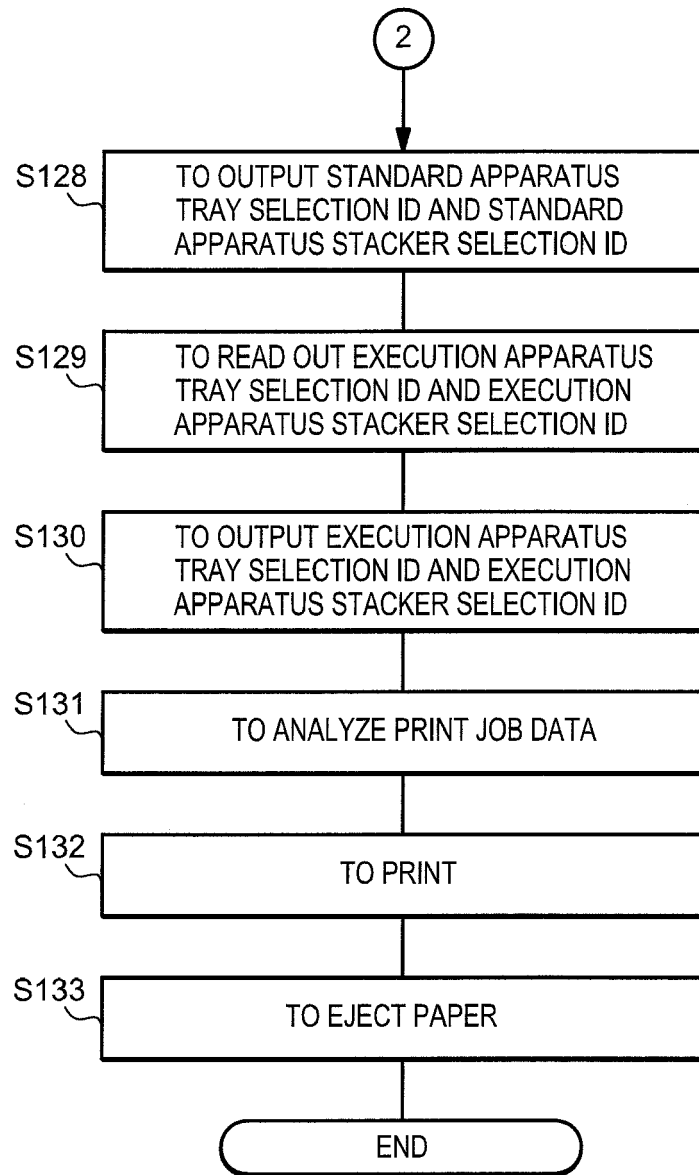 2
S128
TO OUTPUT STANDARD APPARATUS
TRAY SELECTION ID AND STANDARD
APPARATUS STACKER SELECTION ID
S129
TO READ OUT EXECUTION APPARATUS
TRAY SELECTION ID AND EXECUTION
APPARATUS STACKER SELECTION ID
S130
TO OUTPUT EXECUTION APPARATUS
TRAY SELECTION ID AND EXECUTION
APPARATUS STACKER SELECTION ID
S131
TO ANALYZE PRINT JOB DATA
S132
TO PRINT
S133
TO EJECT PAPER
END